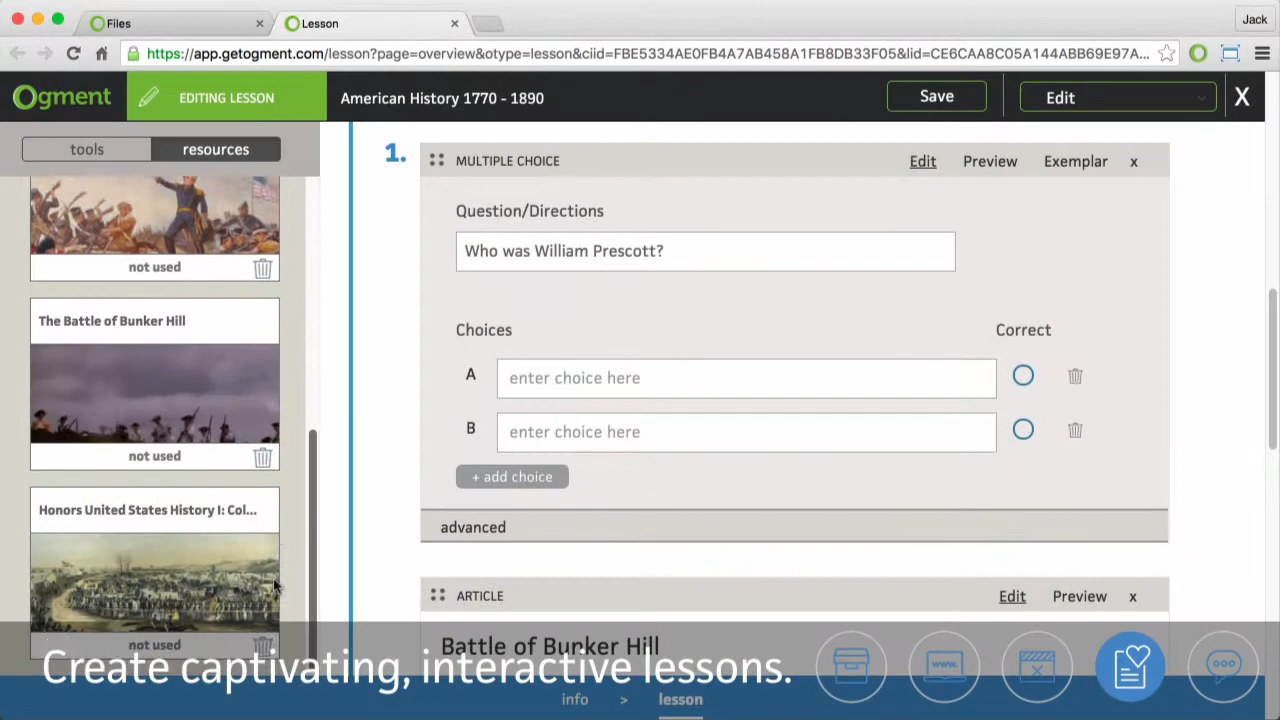 Files
Lesson
Jack
https://app.getogment.com/lesson?page=overview&otype=lesson&ciid=FBE5334AE0FB4A7AB458A1FB8DB33F05&lid=CE6CAA8C05A144ABB69E97A...
Ogment
EDITING LESSON
American History 1770 - 1890
Save
Edit
X
tools
resources
not used
The Battle of Bunker Hill
not used
Honors United States History I: Col...
not used
1.
MULTIPLE CHOICE
Edit
Preview
Exemplar
x
Question/Directions
Who was William Prescott?
Choices
Correct
A
enter choice here
B
enter choice here
+ add choice
advanced
ARTICLE
Edit
Preview
x
Battle of Bunker Hill
Create captivating, interactive lessons.
www.
info
>
lesson